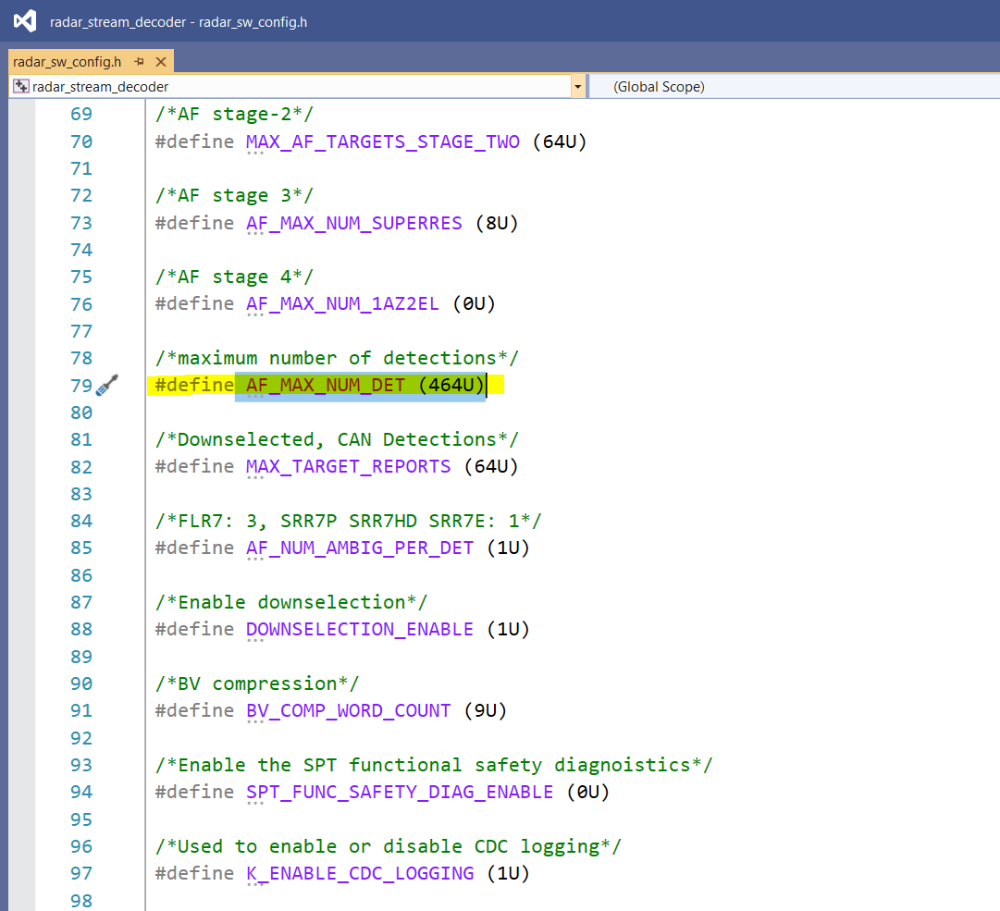 radar_stream_decoder - radar_sw_config.h
radar_sw_config.h
radar_stream_decoder (Global Scope)
69 /*AF stage-2*/
70 #define MAX_AF_TARGETS_STAGE_TWO (64U)
71
72 /*AF stage 3*/
73 #define AF_MAX_NUM_SUPERRES (8U)
74
75 /*AF stage 4*/
76 #define AF_MAX_NUM_1AZ2EL (0U)
77
78 /*maximum number of detections*/
79 #define AF_MAX_NUM_DET (464U)
80
81 /*Downselected, CAN Detections*/
82 #define MAX_TARGET_REPORTS (64U)
83
84 /*FLR7: 3, SRR7P SRR7HD SRR7E: 1*/
85 #define AF_NUM_AMBIG_PER_DET (1U)
86
87 /*Enable downselection*/
88 #define DOWNSELECTION_ENABLE (1U)
89
90 /*BV compression*/
91 #define BV_COMP_WORD_COUNT (9U)
92
93 /*Enable the SPT functional safety diagnoistics*/
94 #define SPT_FUNC_SAFETY_DIAG_ENABLE (0U)
95
96 /*Used to enable or disable CDC logging*/
97 #define K_ENABLE_CDC_LOGGING (1U)
98